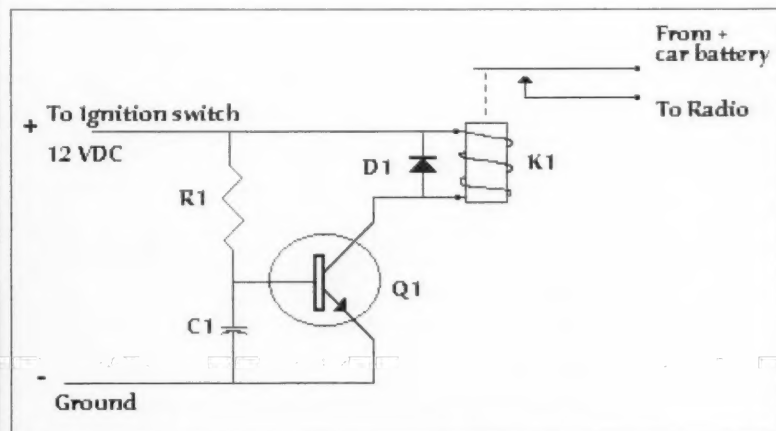 From +
car battery
To Radio
+ To Ignition switch
12 VDC
D1
K1
R1
Q1
C1
-
Ground